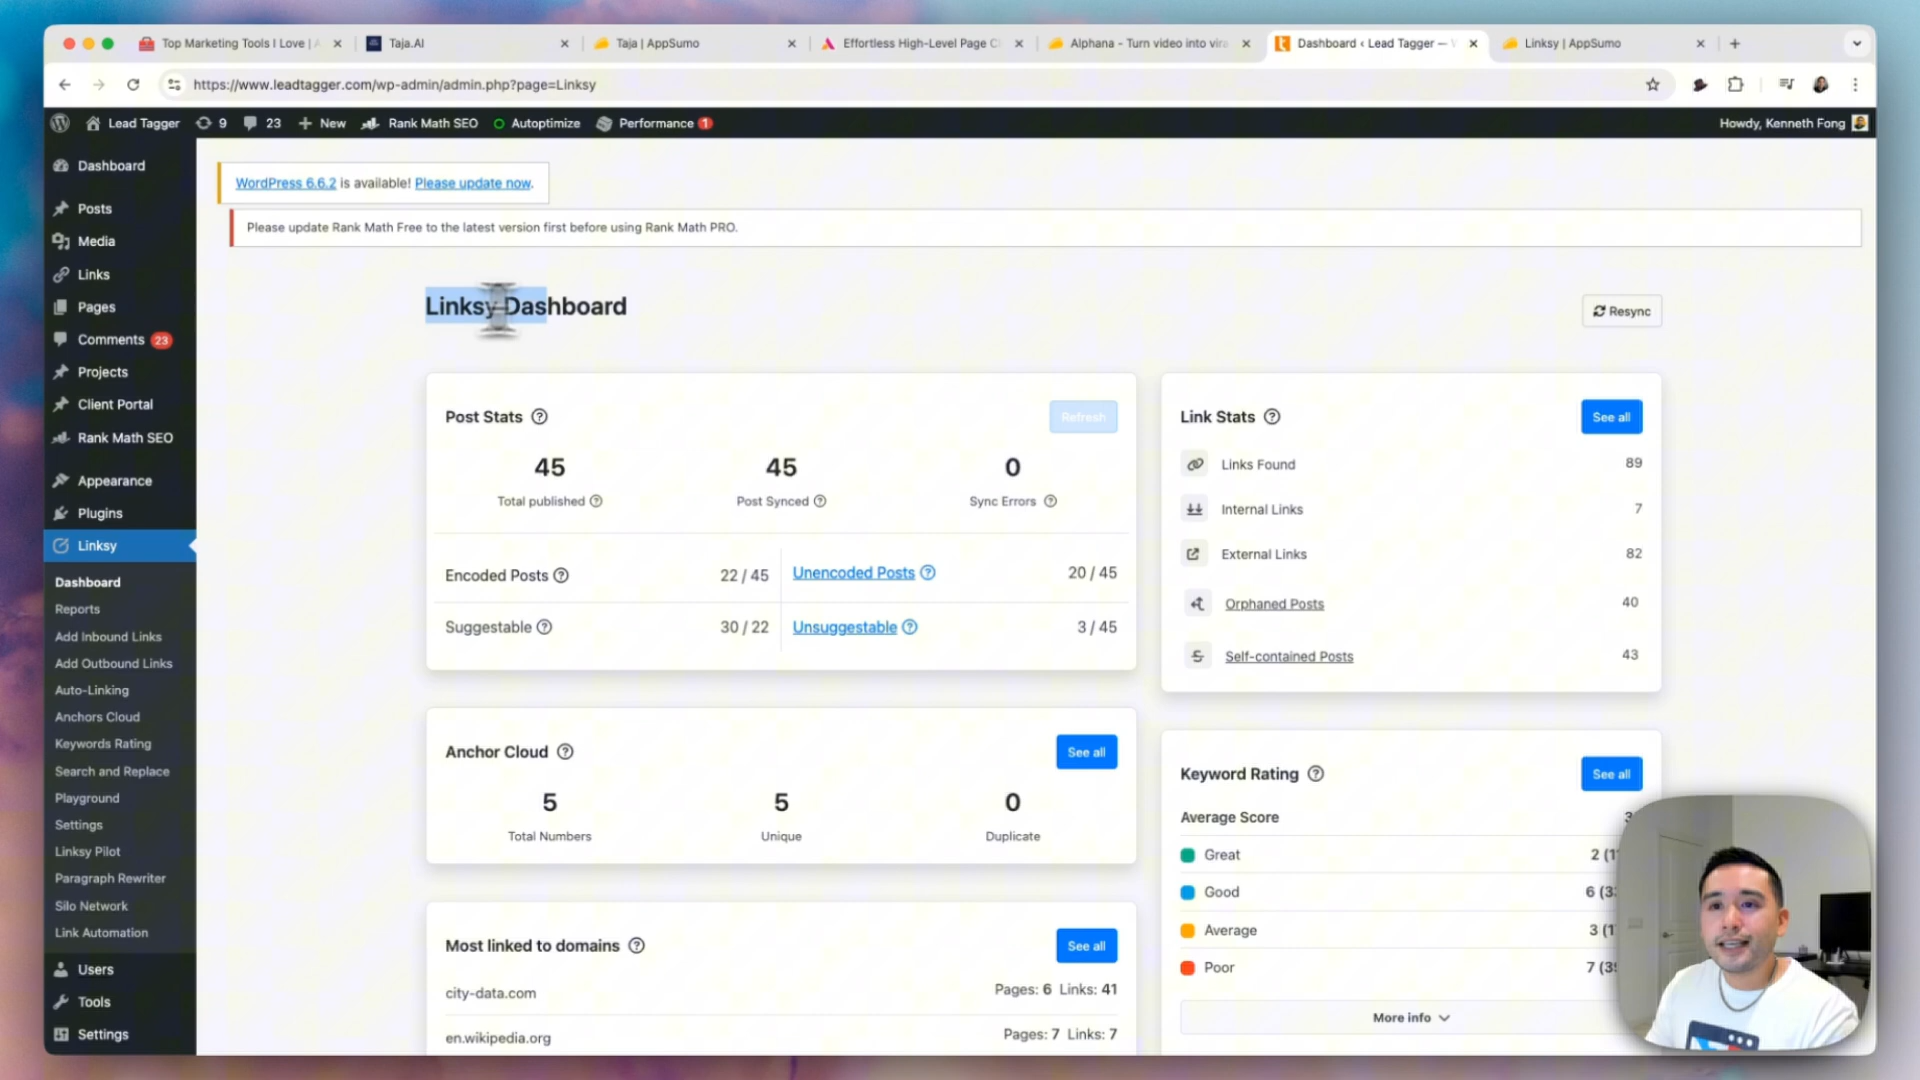 Top Marketing Tools I Love | A
Taja.AI
Taja | AppSumo
Effortless High-Level Page C
Alphana - Turn video into vira
Dashboard ‹ Lead Tagger — W
Linksy | AppSumo
https://www.leadtagger.com/wp-admin/admin.php?page=Linksy
Lead Tagger
9
23
New
Rank Math SEO
Autoptimize
Performance 1
Howdy, Kenneth Fong
Dashboard
Posts
Media
Links
Pages
Comments 23
Projects
Client Portal
Rank Math SEO
Appearance
Plugins
Linksy
Dashboard
Reports
Add Inbound Links
Add Outbound Links
Auto-Linking
Anchors Cloud
Keywords Rating
Search and Replace
Playground
Settings
Linksy Pilot
Paragraph Rewriter
Silo Network
Link Automation
Users
Tools
Settings
WordPress 6.6.2 is available! Please update now.
Please update Rank Math Free to the latest version first before using Rank Math PRO.
Linksy Dashboard
Resync
Post Stats
Refresh
45
45
0
Total published
Post Synced
Sync Errors
Encoded Posts 22 / 45
Unencoded Posts 20 / 45
Suggestable 30 / 22
Unsuggestable 3 / 45
Link Stats
See all
Links Found 89
Internal Links 7
External Links 82
Orphaned Posts 40
Self-contained Posts 43
Anchor Cloud
See all
5
5
0
Total Numbers
Unique
Duplicate
Keyword Rating
See all
Average Score 3
Great 2 (1
Good 6 (3
Average 3 (1
Poor 7 (3
More info
Most linked to domains
See all
city-data.com Pages: 6 Links: 41
en.wikipedia.org Pages: 7 Links: 7